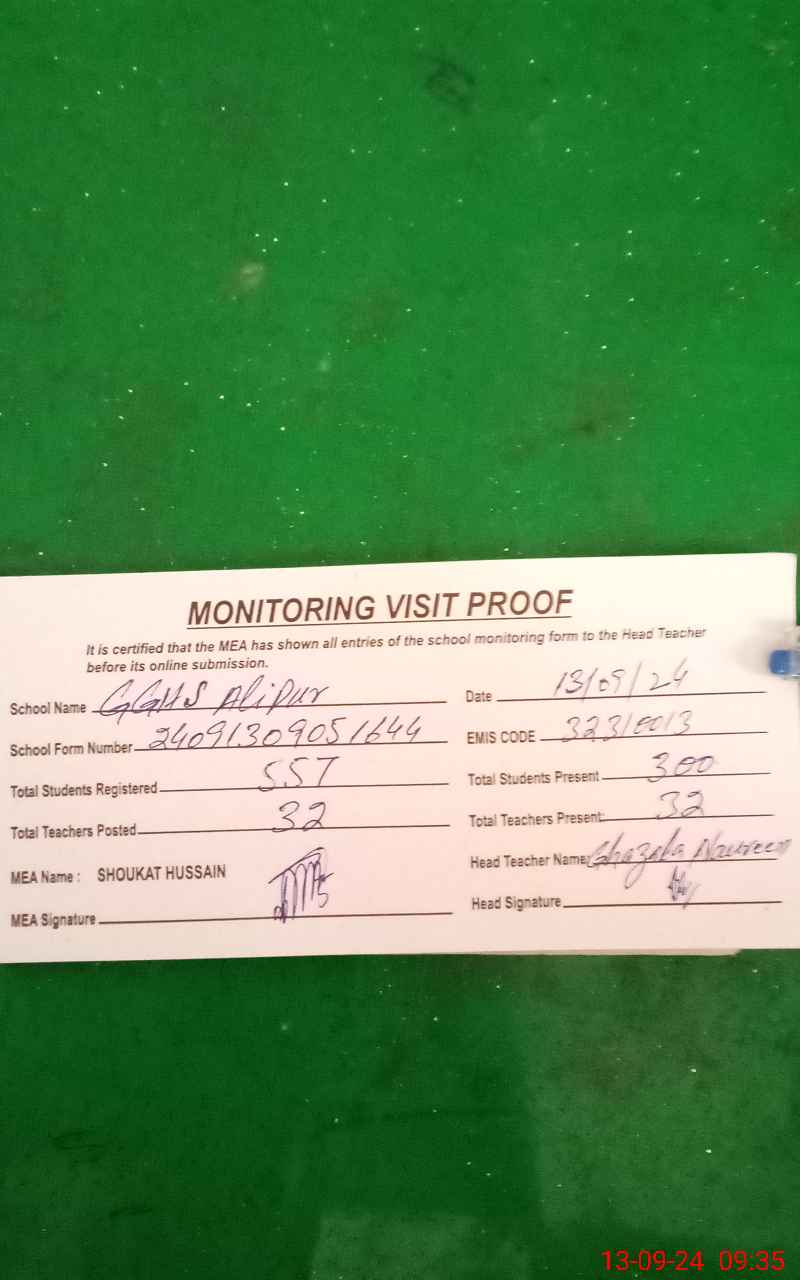 MONITORING VISIT PROOF
It is certified that the MEA has shown all entries of the school monitoring form to the Head Teacher
before its online submission.
School Name GGHS Alipur Date 13/09/24
School Form Number 24091309051644 EMIS CODE 32310013
Total Students Registered 557 Total Students Present 300
Total Teachers Posted 32 Total Teachers Present: 32
MEA Name : SHOUKAT HUSSAIN Head Teacher Name Ghazala Naureen
MEA Signature Head Signature
13-09-24 09:35